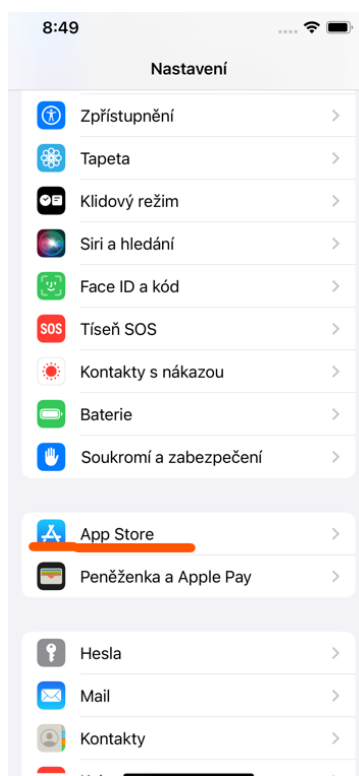 8:49
Nastavení
Zpřístupnění
Tapeta
Klidový režim
Siri a hledání
Face ID a kód
SOS Tíseň SOS
Kontakty s nákazou
Baterie
Soukromí a zabezpečení
App Store
Peněženka a Apple Pay
Hesla
Mail
Kontakty